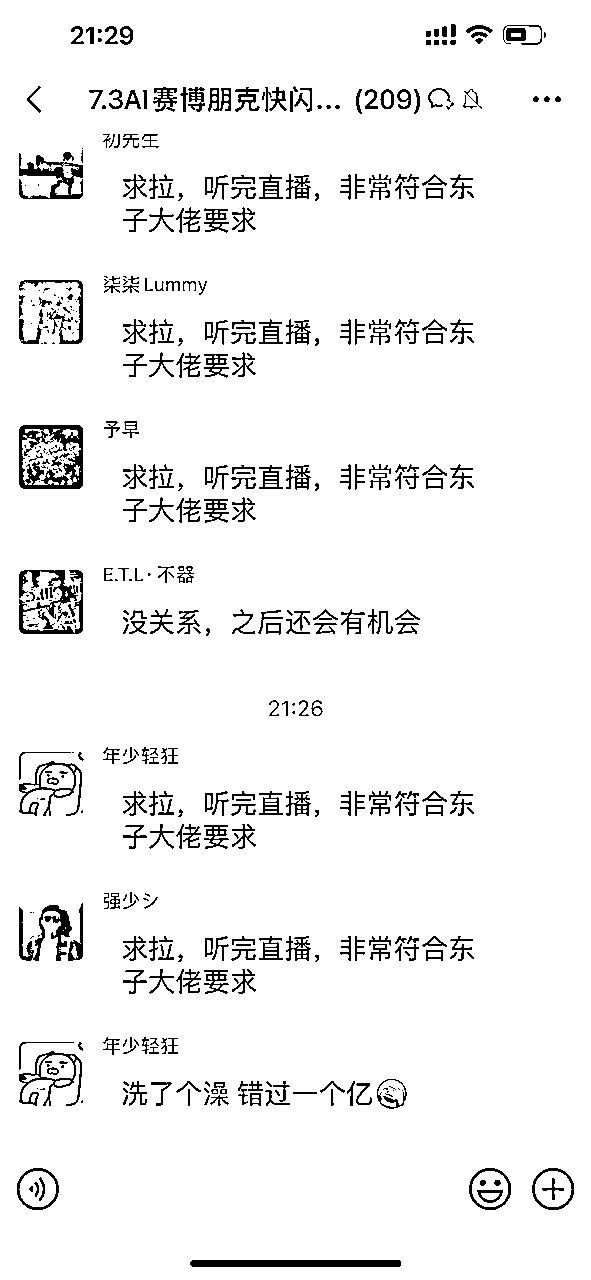 21:29
7.3AI赛博朋克快闪... (209)
初先生
求拉，听完直播，非常符合东
子大佬要求
柒柒Lummy
求拉，听完直播，非常符合东
子大佬要求
予早
求拉，听完直播，非常符合东
子大佬要求
E.T.L · 不器
没关系，之后还会有机会
21:26
年少轻狂
求拉，听完直播，非常符合东
子大佬要求
强少シ
求拉，听完直播，非常符合东
子大佬要求
年少轻狂
洗了个澡 错过一个亿